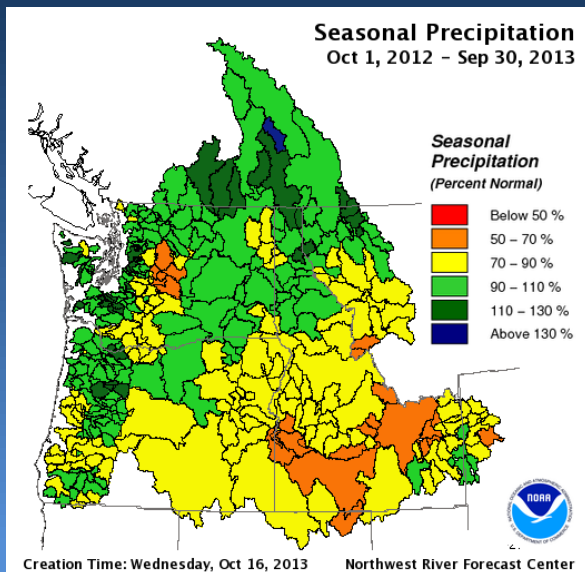 Seasonal Precipitation
Oct 1, 2012 – Sep 30, 2013
Seasonal
Precipitation
(Percent Normal)
Below 50 %
50 – 70 %
70 – 90 %
90 – 110 %
110 – 130 %
Above 130 %
NOAA
Creation Time: Wednesday, Oct 16, 2013 Northwest River Forecast Center